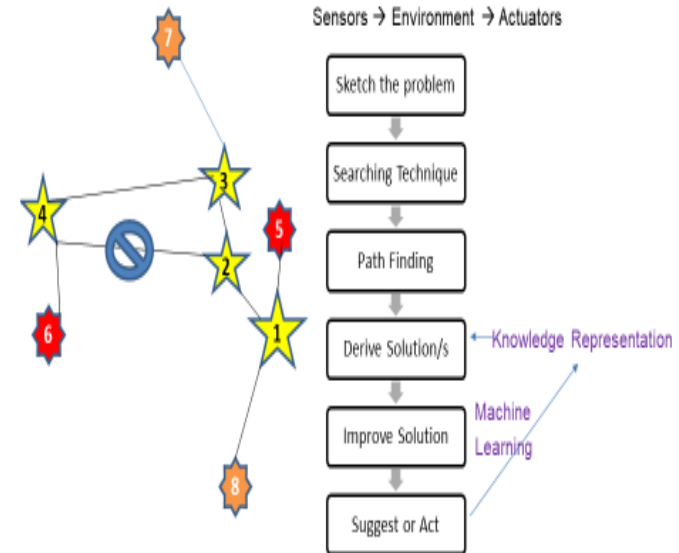 Sensors → Environment → Actuators
7
3
4
5
2
1
6
8
Sketch the problem
Searching Technique
Path Finding
Derive Solution/s
Knowledge Representation
Improve Solution
Machine
Learning
Suggest or Act